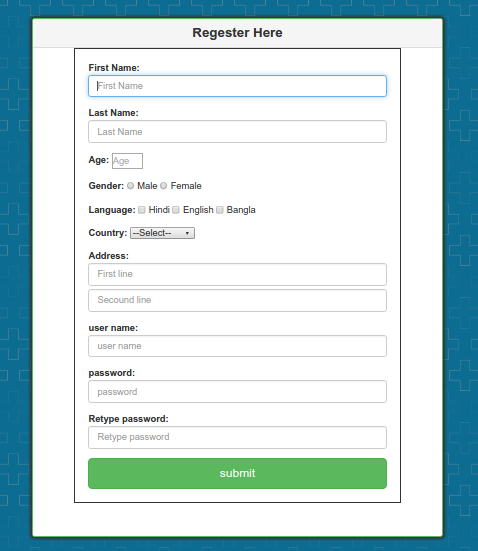 Regester Here
First Name:
First Name
Last Name:
Last Name
Age: Age
Gender: Male Female
Language: Hindi English Bangla
Country: --Select--
Address:
First line
Secound line
user name:
user name
password:
password
Retype password:
Retype password
submit